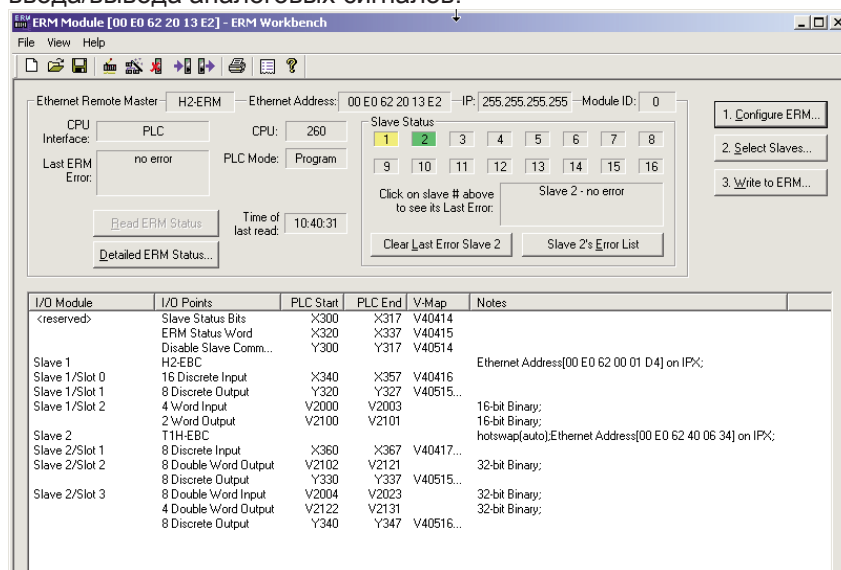 ввода/вывода аналоговых сигналов.
ERM Module [00 E0 62 20 13 E2] - ERM Workbench
File View Help
Ethernet Remote Master H2-ERM Ethernet Address: 00 E0 62 20 13 E2 IP: 255.255.255.255 Module ID: 0
CPU Interface: PLC CPU: 260
Last ERM Error: no error PLC Mode: Program
Read ERM Status Time of last read: 10:40:31
Detailed ERM Status...
Slave Status
1 2 3 4 5 6 7 8
9 10 11 12 13 14 15 16
Click on slave # above to see its Last Error: Slave 2 - no error
Clear Last Error Slave 2 Slave 2's Error List
1. Configure ERM...
2. Select Slaves...
3. Write to ERM...
I/O Module I/O Points PLC Start PLC End V-Map Notes
<reserved> Slave Status Bits X300 X317 V40414
ERM Status Word X320 X337 V40415
Disable Slave Comm... Y300 Y317 V40514
Slave 1 H2-EBC Ethernet Address[00 E0 62 00 01 D4] on IPX;
Slave 1/Slot 0 16 Discrete Input X340 X357 V40416
Slave 1/Slot 1 8 Discrete Output Y320 Y327 V40515...
Slave 1/Slot 2 4 Word Input V2000 V2003 16-bit Binary;
2 Word Output V2100 V2101 16-bit Binary;
Slave 2 T1H-EBC hotswap(auto);Ethernet Address[00 E0 62 40 06 34] on IPX;
Slave 2/Slot 1 8 Discrete Input X360 X367 V40417...
Slave 2/Slot 2 8 Double Word Output V2102 V2121 32-bit Binary;
8 Discrete Output Y330 Y337 V40515...
Slave 2/Slot 3 8 Double Word Input V2004 V2023 32-bit Binary;
4 Double Word Output V2122 V2131 32-bit Binary;
8 Discrete Output Y340 Y347 V40516...